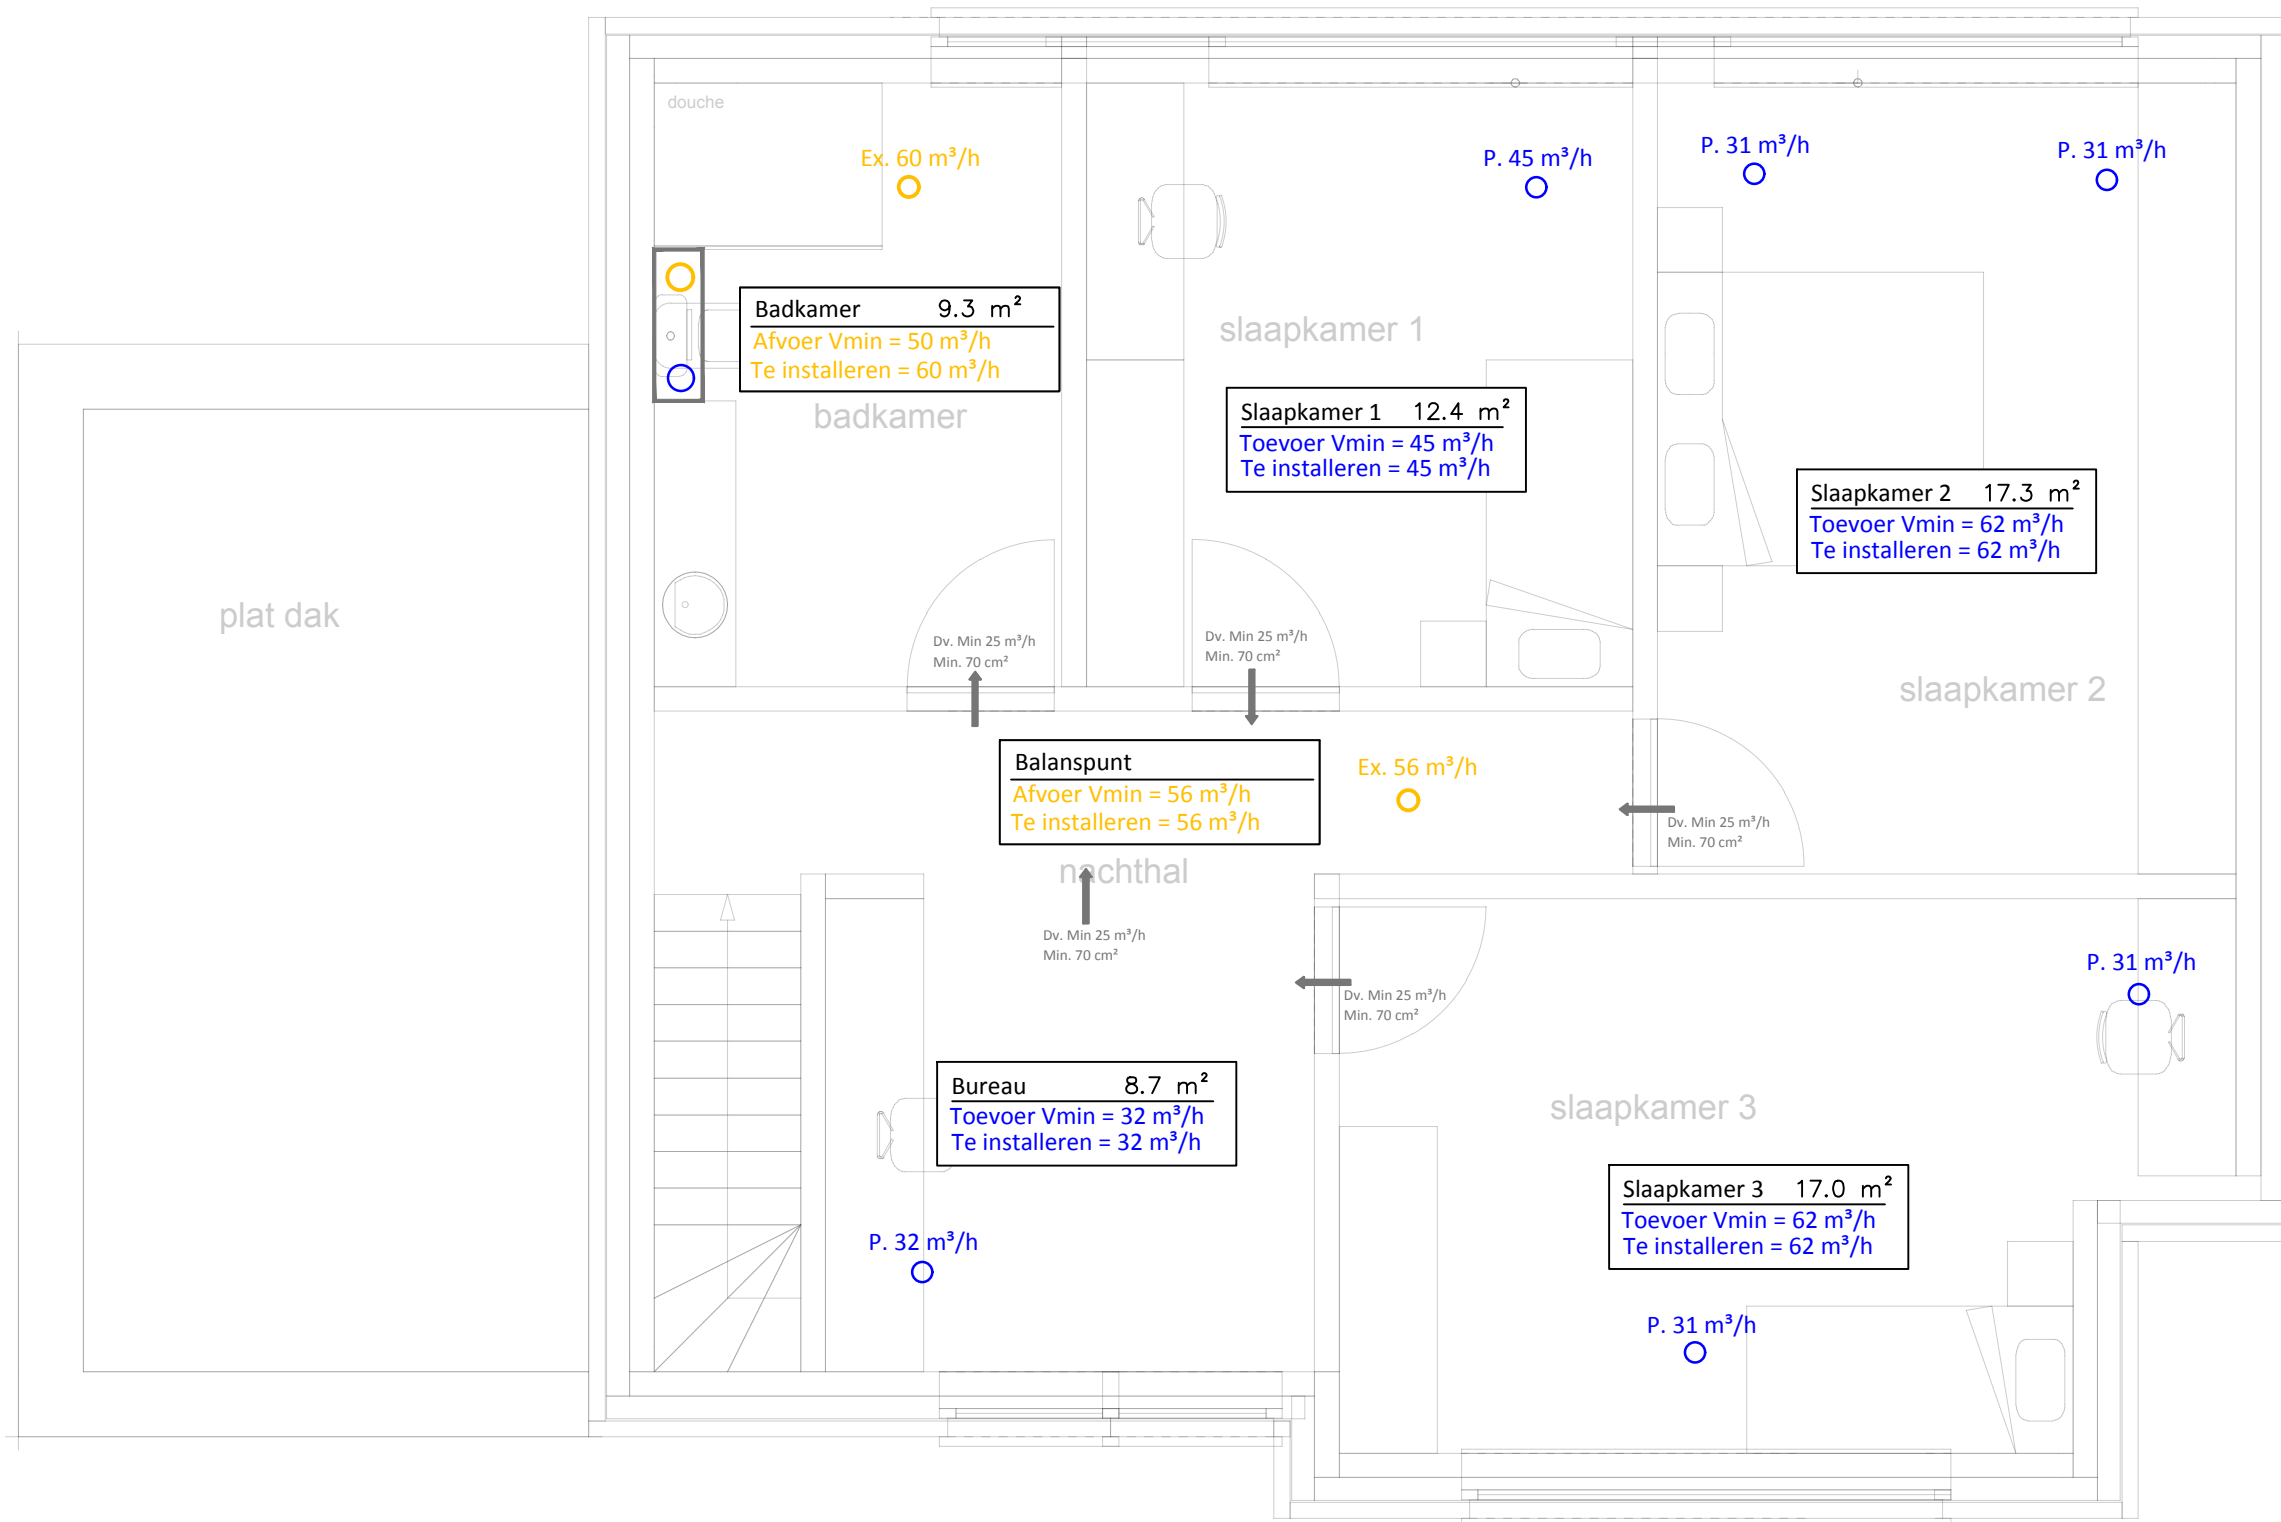 douche
Ex. 60 m³/h
P. 45 m³/h
P. 31 m³/h
P. 31 m³/h
Badkamer 9.3 m²
Afvoer Vmin = 50 m³/h
Te installeren = 60 m³/h
badkamer
slaapkamer 1
Slaapkamer 1 12.4 m²
Toevoer Vmin = 45 m³/h
Te installeren = 45 m³/h
Slaapkamer 2 17.3 m²
Toevoer Vmin = 62 m³/h
Te installeren = 62 m³/h
plat dak
Dv. Min 25 m³/h
Min. 70 cm²
Dv. Min 25 m³/h
Min. 70 cm²
slaapkamer 2
Balanspunt
Afvoer Vmin = 56 m³/h
Te installeren = 56 m³/h
Ex. 56 m³/h
Dv. Min 25 m³/h
Min. 70 cm²
nachthal
Dv. Min 25 m³/h
Min. 70 cm²
Dv. Min 25 m³/h
Min. 70 cm²
P. 31 m³/h
Bureau 8.7 m²
Toevoer Vmin = 32 m³/h
Te installeren = 32 m³/h
slaapkamer 3
Slaapkamer 3 17.0 m²
Toevoer Vmin = 62 m³/h
Te installeren = 62 m³/h
P. 32 m³/h
P. 31 m³/h